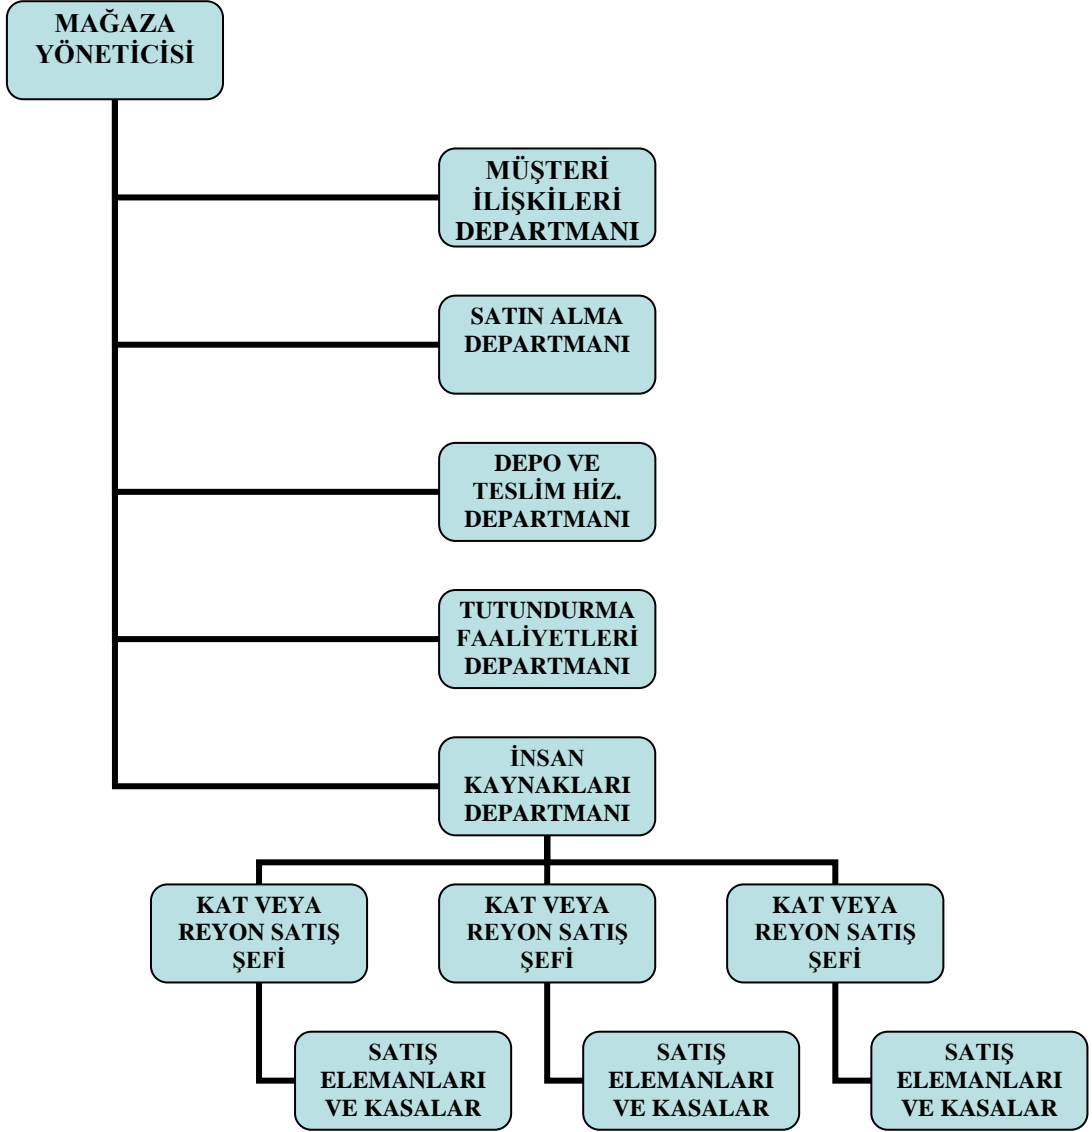 MAĞAZA
YÖNETİCİSİ
MÜŞTERİ
İLİŞKİLERİ
DEPARTMANI
SATIN ALMA
DEPARTMANI
DEPO VE
TESLİM HİZ.
DEPARTMANI
TUTUNDURMA
FAALİYETLERİ
DEPARTMANI
İNSAN
KAYNAKLARI
DEPARTMANI
KAT VEYA
REYON SATIŞ
ŞEFİ
KAT VEYA
REYON SATIŞ
ŞEFİ
KAT VEYA
REYON SATIŞ
ŞEFİ
SATIŞ
ELEMANLARI
VE KASALAR
SATIŞ
ELEMANLARI
VE KASALAR
SATIŞ
ELEMANLARI
VE KASALAR